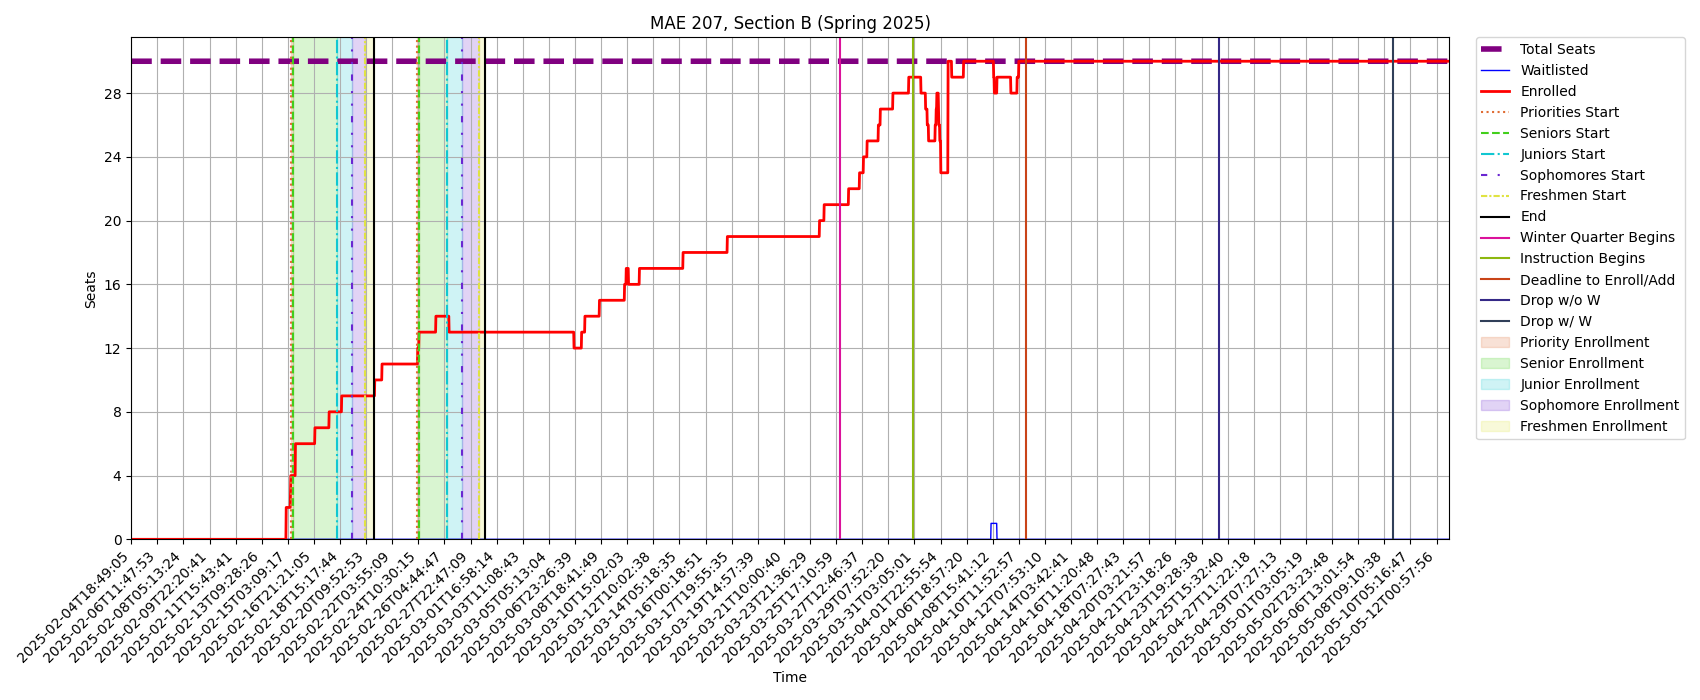 MAE 207, Section B (Spring 2025)
Seats
28
24
20
16
12
8
4
0
2025-02-04T18:49:05
2025-02-06T11:47:53
2025-02-08T05:13:24
2025-02-09T22:20:41
2025-02-11T15:43:41
2025-02-13T09:28:26
2025-02-15T03:09:17
2025-02-16T21:21:05
2025-02-18T15:17:44
2025-02-20T09:52:53
2025-02-22T03:55:09
2025-02-24T10:30:15
2025-02-26T04:44:47
2025-02-27T22:47:09
2025-03-01T16:58:14
2025-03-03T11:08:43
2025-03-05T05:13:04
2025-03-06T23:26:39
2025-03-08T18:41:49
2025-03-10T15:02:03
2025-03-12T10:02:38
2025-03-14T05:18:35
2025-03-16T00:18:51
2025-03-17T19:55:35
2025-03-19T14:57:39
2025-03-21T10:00:40
2025-03-23T21:36:29
2025-03-25T17:10:59
2025-03-27T12:46:37
2025-03-29T07:52:20
2025-03-31T03:05:01
2025-04-01T22:55:54
2025-04-06T18:57:20
2025-04-08T15:41:12
2025-04-10T11:52:57
2025-04-12T07:53:10
2025-04-14T03:42:41
2025-04-16T11:20:48
2025-04-18T07:27:43
2025-04-20T03:21:57
2025-04-21T23:18:26
2025-04-23T19:28:38
2025-04-25T15:32:40
2025-04-27T11:22:18
2025-04-29T07:27:13
2025-05-01T03:05:19
2025-05-02T23:23:48
2025-05-06T13:01:54
2025-05-08T09:10:38
2025-05-10T05:16:47
2025-05-12T00:57:56
Time
Total Seats
Waitlisted
Enrolled
Priorities Start
Seniors Start
Juniors Start
Sophomores Start
Freshmen Start
End
Winter Quarter Begins
Instruction Begins
Deadline to Enroll/Add
Drop w/o W
Drop w/ W
Priority Enrollment
Senior Enrollment
Junior Enrollment
Sophomore Enrollment
Freshmen Enrollment